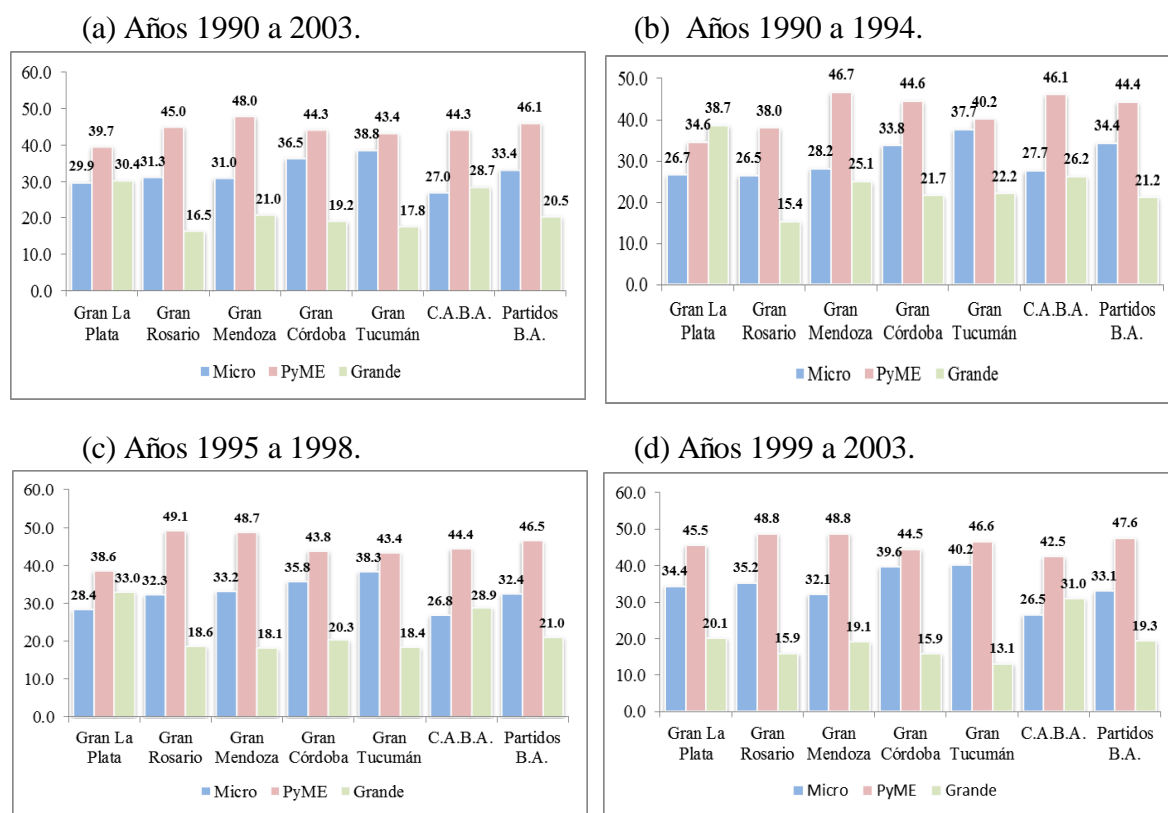 (a) Años 1990 a 2003.
60.0
50.0
40.0
30.0
20.0
10.0
0.0
29.9 39.7 30.4 31.3 45.0 16.5 31.0 48.0 21.0 36.5 44.3 19.2 38.8 43.4 17.8 27.0 44.3 28.7 33.4 46.1 20.5
Gran La Gran Gran Gran Gran C.A.B.A. Partidos
Plata Rosario Mendoza Córdoba Tucumán B.A.
Micro PyME Grande
(b) Años 1990 a 1994.
50.0
40.0
30.0
20.0
10.0
0.0
26.7 34.6 38.7 26.5 38.0 15.4 28.2 46.7 25.1 33.8 44.6 21.7 37.7 40.2 22.2 27.7 46.1 26.2 34.4 44.4 21.2
Gran La Gran Gran Gran Gran C.A.B.A. Partidos
Plata Rosario Mendoza Córdoba Tucumán B.A.
Micro PyME Grande
(c) Años 1995 a 1998.
60.0
50.0
40.0
30.0
20.0
10.0
0.0
28.4 38.6 33.0 32.3 49.1 18.6 33.2 48.7 18.1 35.8 43.8 20.3 38.3 43.4 18.4 26.8 44.4 28.9 32.4 46.5 21.0
Gran La Gran Gran Gran Gran C.A.B.A. Partidos
Plata Rosario Mendoza Córdoba Tucumán B.A.
Micro PyME Grande
(d) Años 1999 a 2003.
60.0
50.0
40.0
30.0
20.0
10.0
0.0
34.4 45.5 20.1 35.2 48.8 15.9 32.1 48.8 19.1 39.6 44.5 15.9 40.2 46.6 13.1 26.5 42.5 31.0 33.1 47.6 19.3
Gran La Gran Gran Gran Gran C.A.B.A. Partidos
Plata Rosario Mendoza Córdoba Tucumán B.A.
Micro PyME Grande